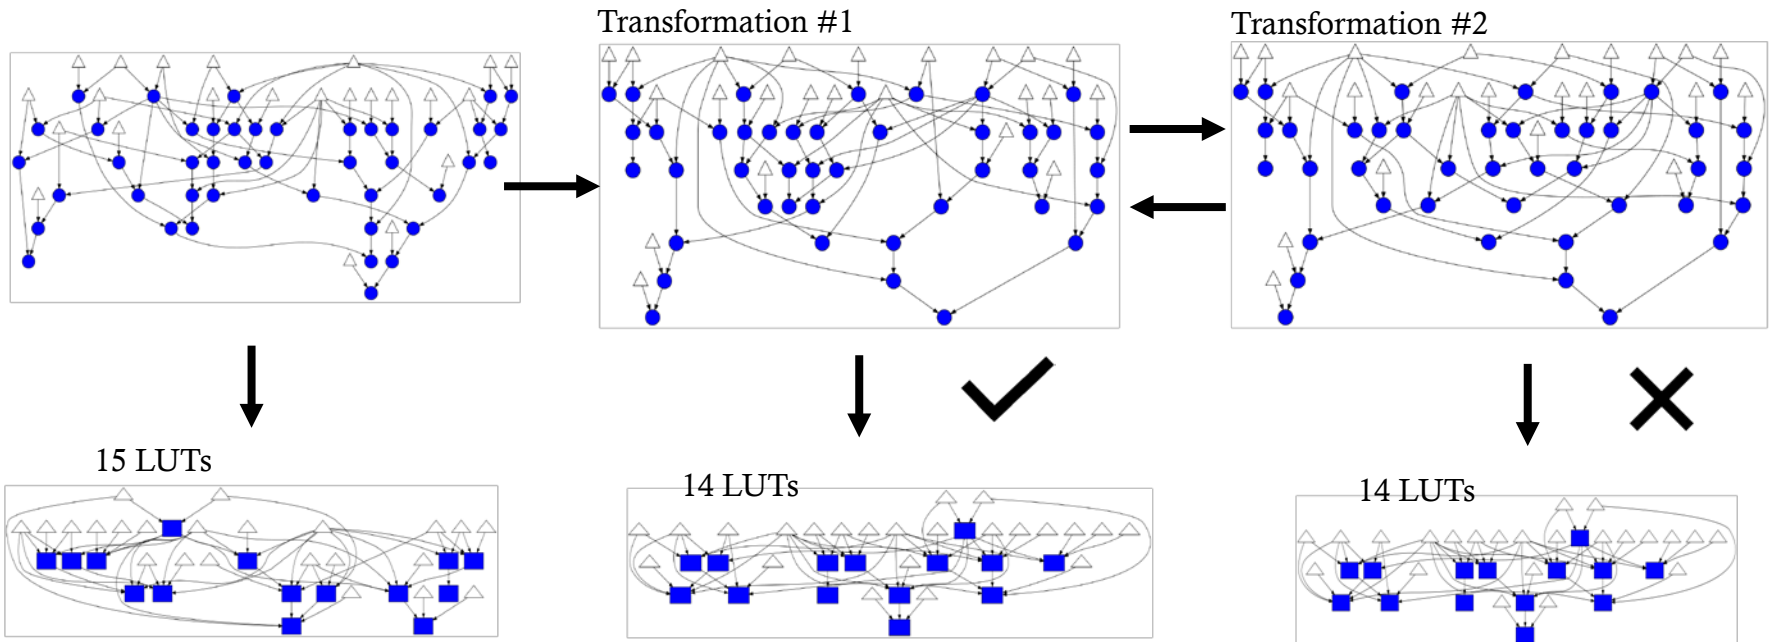 Transformation #1
Transformation #2
15 LUTs
14 LUTs
14 LUTs